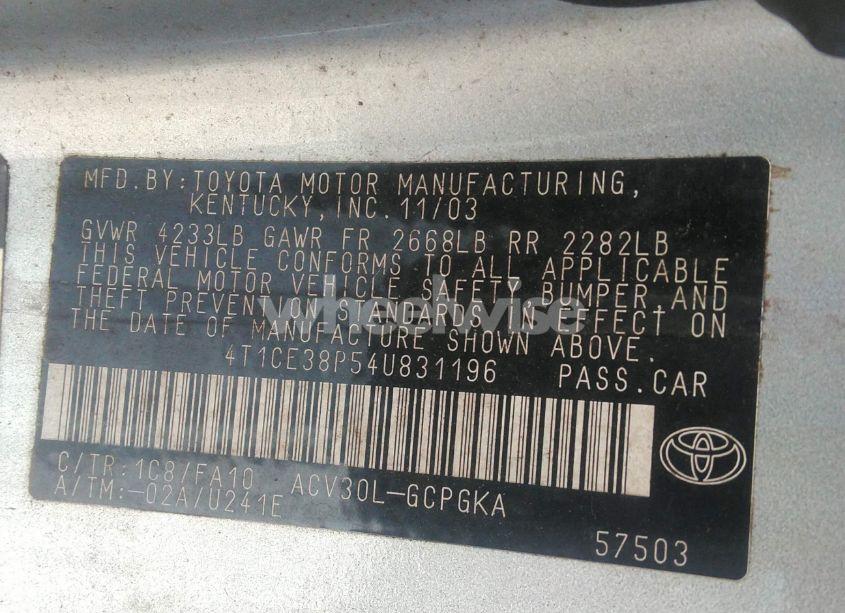 MFD.BY:TOYOTA MOTOR MANUFACTURING,
KENTUCKY,INC.11/03
GVWR 4233LB GAWR FR 2668LB RR 2282LB
THIS VEHICLE CONFORMS TO ALL APPLICABLE
FEDERAL MOTOR VEHICLE SAFETY BUMPER,AND
THEFT PREVENTION STANDARDS IN EFFECT ON
THE DATE OF MANUFACTURE SHOWN ABOVE.
wheelwise
4T1CE38P54U831196 PASS.CAR
C/TR:1C8/FA10 ACV30L-GCPGKA
A/TM:-02A/U241E
57503